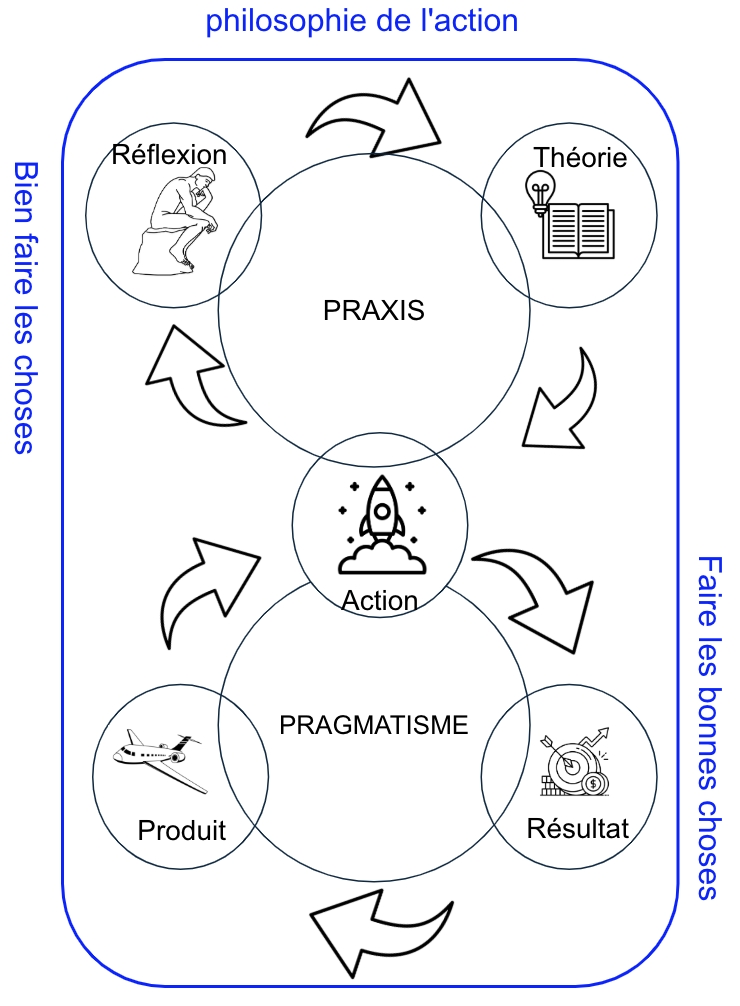 philosophie de l'action
Réflexion
Théorie
Bien faire les choses
PRAXIS
Action
Faire les bonnes choses
PRAGMATISME
$
Produit
Résultat